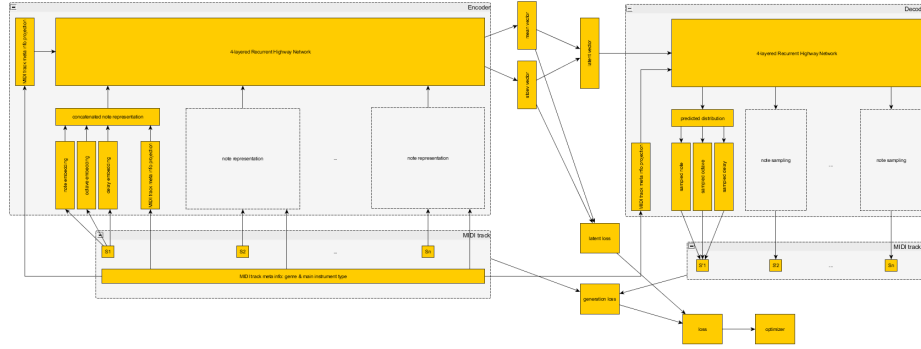 Encoder
MIDI track meta info projection
4-layered Recurrent Highway Network
concatenated note representation
note embedding
octave embedding
delay embedding
MIDI track meta info projection
note representation
...
note representation
mean vector
stdev vector
latent vector
Decod
4-layered Recurrent Highway Network
predicted distribution
MIDI track meta info projection
sampled note
sampled octave
sampled delay
note sampling
...
note sampling
MIDI track
S1
S2
...
Sn
MIDI track meta info: genre & main instrument type
latent loss
MIDI track
S'1
S'2
...
Sn
generation loss
loss
optimizer